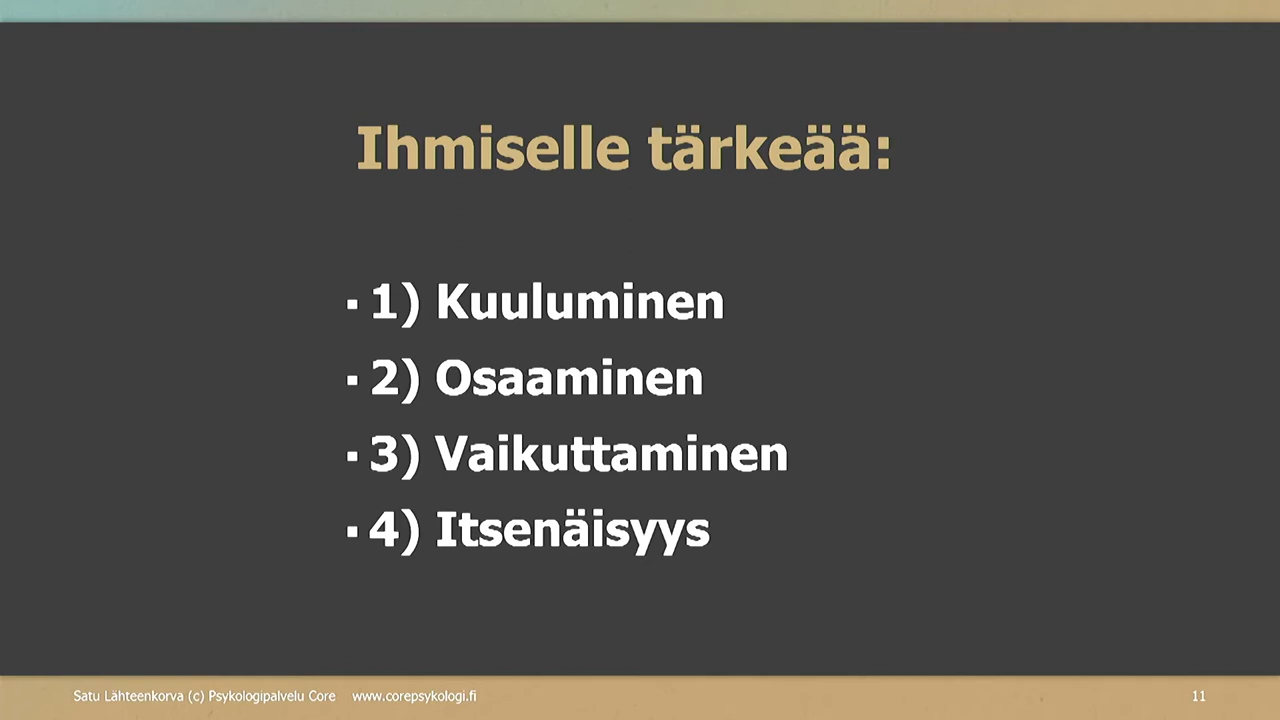 Ihmiselle tärkeää:
▪ 1) Kuuluminen
▪ 2) Osaaminen
▪ 3) Vaikuttaminen
▪ 4) Itsenäisyys
Satu Lähteenkorva (c) Psykologipalvelu Core www.corepsykologi.fi 11